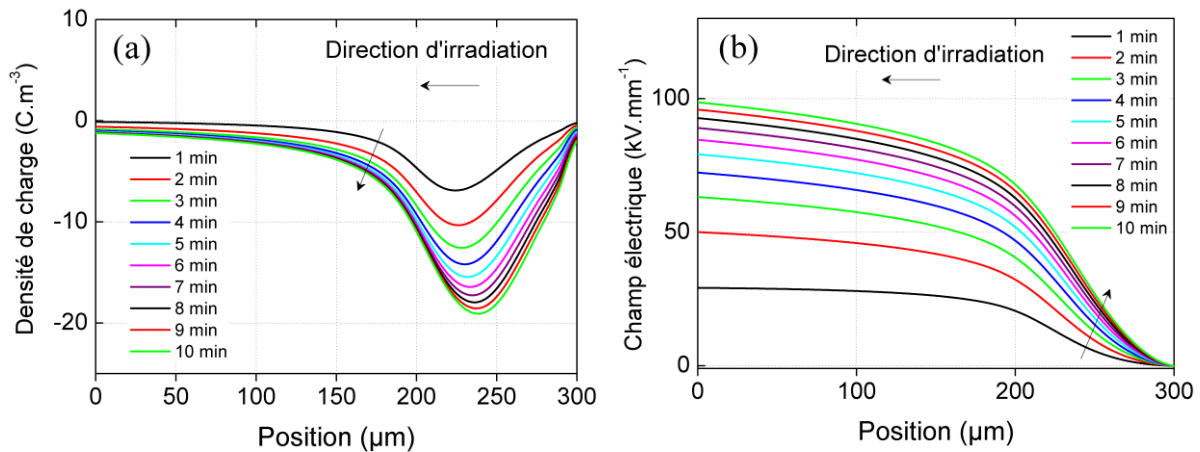 (a)
Direction d'irradiation
Densité de charge (C.m-3)
10
0
-10
-20
1 min
2 min
3 min
4 min
5 min
6 min
7 min
8 min
9 min
10 min
0 50 100 150 200 250 300
Position (µm)
(b)
Direction d'irradiation
Champ électrique (kV.mm-1)
100
50
0
1 min
2 min
3 min
4 min
5 min
6 min
7 min
8 min
9 min
10 min
0 100 200 300
Position (µm)